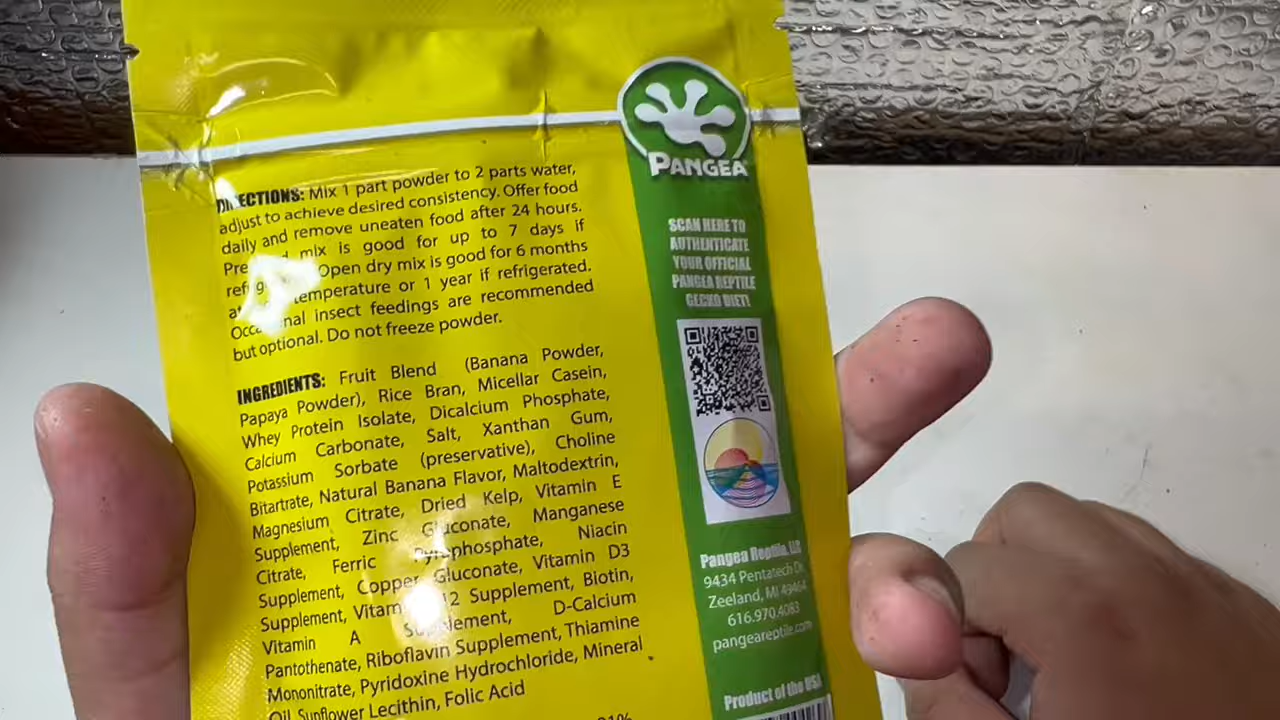 DIRECTIONS: Mix 1 part powder to 2 parts water,
adjust to achieve desired consistency. Offer food
daily and remove uneaten food after 24 hours.
mix is good for up to 7 days if
Open dry mix is good for 6 months
temperature or 1 year if refrigerated.
insect feedings are recommended
but optional. Do not freeze powder.
INGREDIENTS: Fruit Blend (Banana Powder,
Papaya Powder), Rice Bran, Micellar Casein,
Whey Protein Isolate, Dicalcium Phosphate,
Calcium Carbonate, Salt, Xanthan Gum,
Potassium Sorbate (preservative), Choline
Bitartrate, Natural Banana Flavor, Maltodextrin,
Magnesium Citrate, Dried Kelp, Vitamin E
Supplement, Zinc Gluconate, Manganese
Citrate, Ferric Pyrophosphate, Niacin
Supplement, Copper Gluconate, Vitamin D3
Supplement, Vitamin B12 Supplement, Biotin,
Vitamin A Supplement, D-Calcium
Pantothenate, Riboflavin Supplement, Thiamine
Mononitrate, Pyridoxine Hydrochloride, Mineral
Oil, Sunflower Lecithin, Folic Acid
PANGEA
SCAN HERE TO
AUTHENTICATE
YOUR OFFICIAL
PANGEA REPTILE
GECKO DIET!
Pangea Reptile, LLC
9434 Pentatech Dr.
Zeeland, MI 49464
616.970.4083
pangeareptile.com
Product of the USA